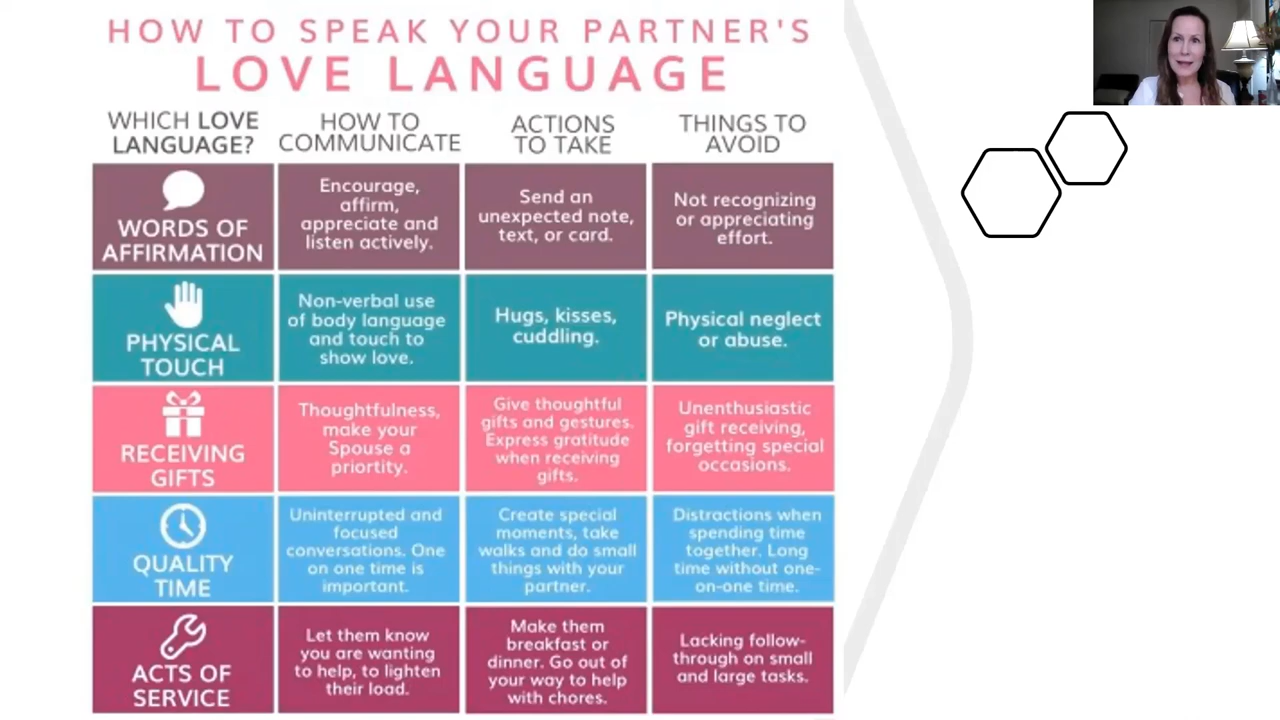 HOW TO SPEAK YOUR PARTNER'S
LOVE LANGUAGE
WHICH LOVE
LANGUAGE?
HOW TO
COMMUNICATE
ACTIONS
TO TAKE
THINGS TO
AVOID
WORDS OF
AFFIRMATION
Encourage,
affirm,
appreciate and
listen actively.
Send an
unexpected note,
text, or card.
Not recognizing
or appreciating
effort.
PHYSICAL
TOUCH
Non-verbal use
of body language
and touch to
show love.
Hugs, kisses,
cuddling.
Physical neglect
or abuse.
RECEIVING
GIFTS
Thoughtfulness,
make your
Spouse a
priortity.
Give thoughtful
gifts and gestures.
Express gratitude
when receiving
gifts.
Unenthusiastic
gift receiving,
forgetting special
occasions.
QUALITY
TIME
Uninterrupted and
focused
conversations. One
on one time is
important.
Create special
moments, take
walks and do small
things with your
partner.
Distractions when
spending time
together. Long
time without one-
on-one time.
ACTS OF
SERVICE
Let them know
you are wanting
to help, to lighten
their load.
Make them
breakfast or
dinner. Go out of
your way to help
with chores.
Lacking follow-
through on small
and large tasks.